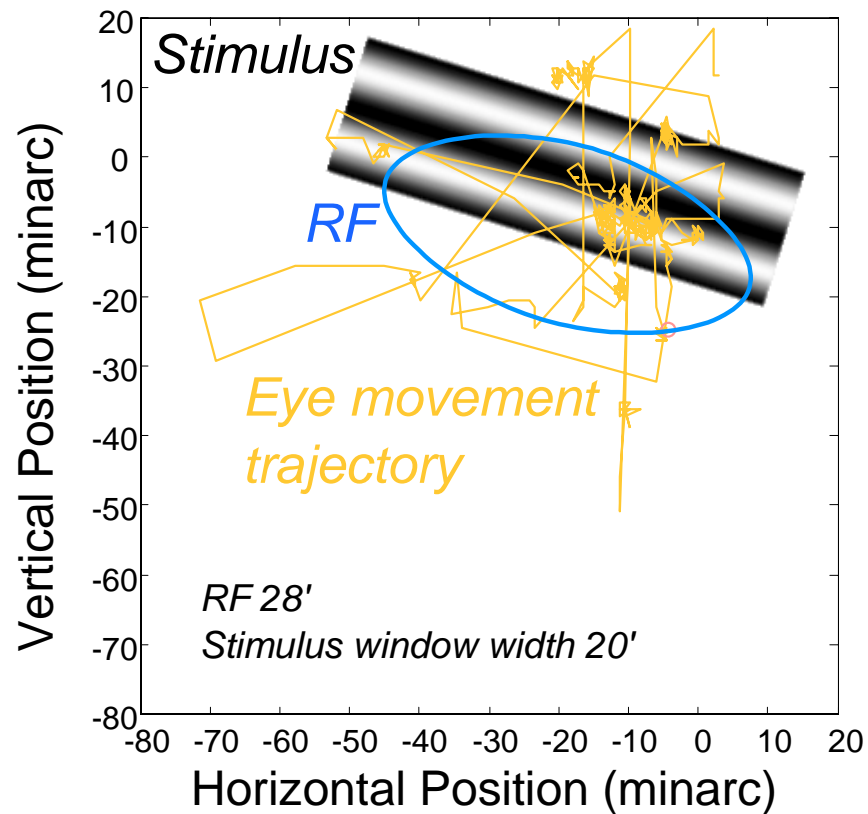 Stimulus
RF
Eye movement
trajectory
RF 28'
Stimulus window width 20'
Vertical Position (minarc)
20
10
0
-10
-20
-30
-40
-50
-60
-70
-80
-80 -70 -60 -50 -40 -30 -20 -10 0 10 20
Horizontal Position (minarc)